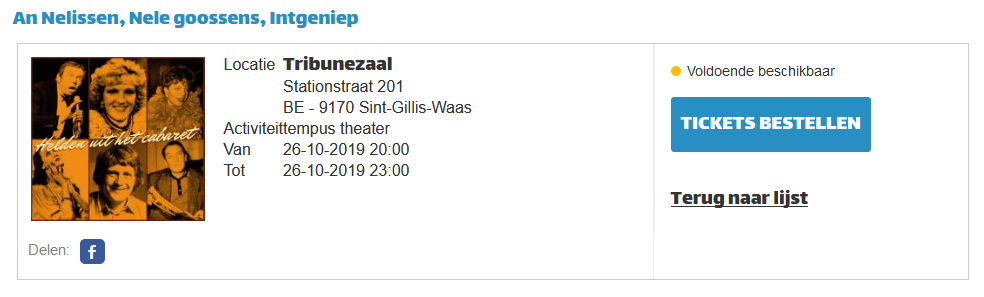 An Nelissen, Nele goossens, Intgeniep
Helden uit het cabaret
Locatie Tribunezaal
Stationstraat 201
BE - 9170 Sint-Gillis-Waas
Activiteittempus theater
Van 26-10-2019 20:00
Tot 26-10-2019 23:00
Delen: f
Voldoende beschikbaar
TICKETS BESTELLEN
Terug naar lijst